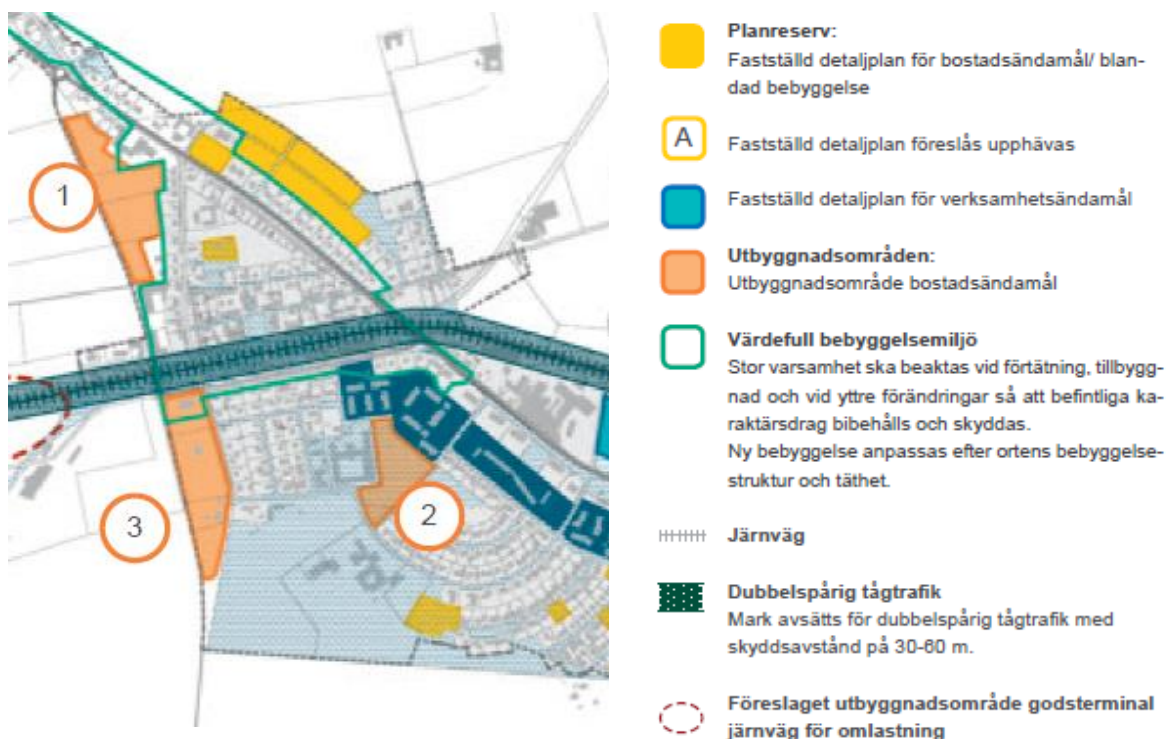 1
2
3
Planreserv:
Fastställd detaljplan för bostadsändamål/ blan-
dad bebyggelse
A
Fastställd detaljplan föreslås upphävas
Fastställd detaljplan för verksamhetsändamål
Utbyggnadsområden:
Utbyggnadsområde bostadsändamål
Värdefull bebyggelsemiljö
Stor varsamhet ska beaktas vid förtätning, tillbygg-
nad och vid yttre förändringar så att befintliga ka-
raktärsdrag bibehålls och skyddas.
Ny bebyggelse anpassas efter ortens bebyggelse-
struktur och täthet.
Järnväg
Dubbelspårig tågtrafik
Mark avsätts för dubbelspårig tågtrafik med
skyddsavstånd på 30-60 m.
Föreslaget utbyggnadsområde godsterminal
järnväg för omlastning